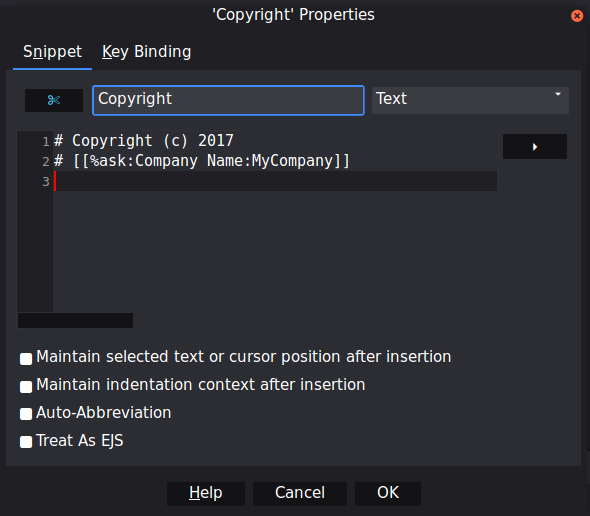 'Copyright' Properties
Snippet Key Binding
Copyright Text
1 # Copyright (c) 2017
2 # [[%ask:Company Name:MyCompany]]
3
Maintain selected text or cursor position after insertion
Maintain indentation context after insertion
Auto-Abbreviation
Treat As EJS
Help Cancel OK